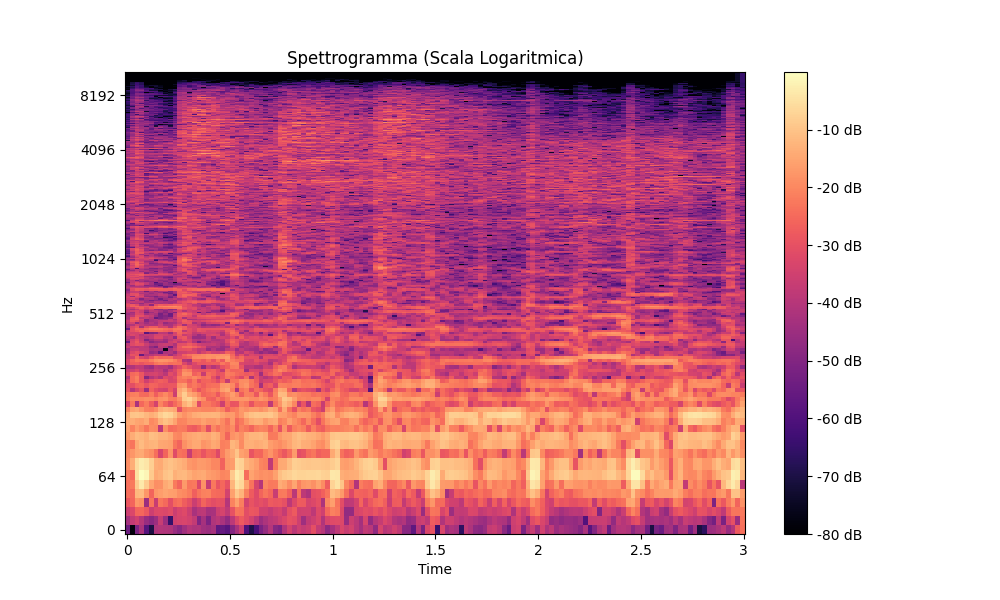 Spettrogramma (Scala Logaritmica)
8192
4096
2048
1024
512
256
128
64
0
Hz
0
0.5
1
1.5
2
2.5
3
Time
-10 dB
-20 dB
-30 dB
-40 dB
-50 dB
-60 dB
-70 dB
-80 dB